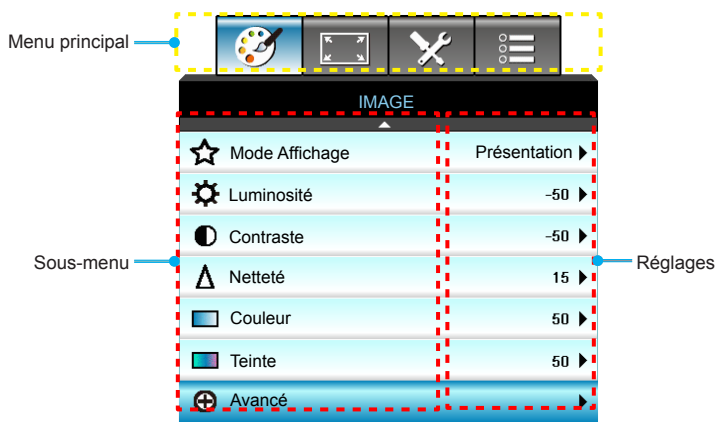 Menu principal
IMAGE
Mode Affichage Présentation
Luminosité -50
Contraste -50
Sous-menu
Réglages
Netteté 15
Couleur 50
Teinte 50
Avancé